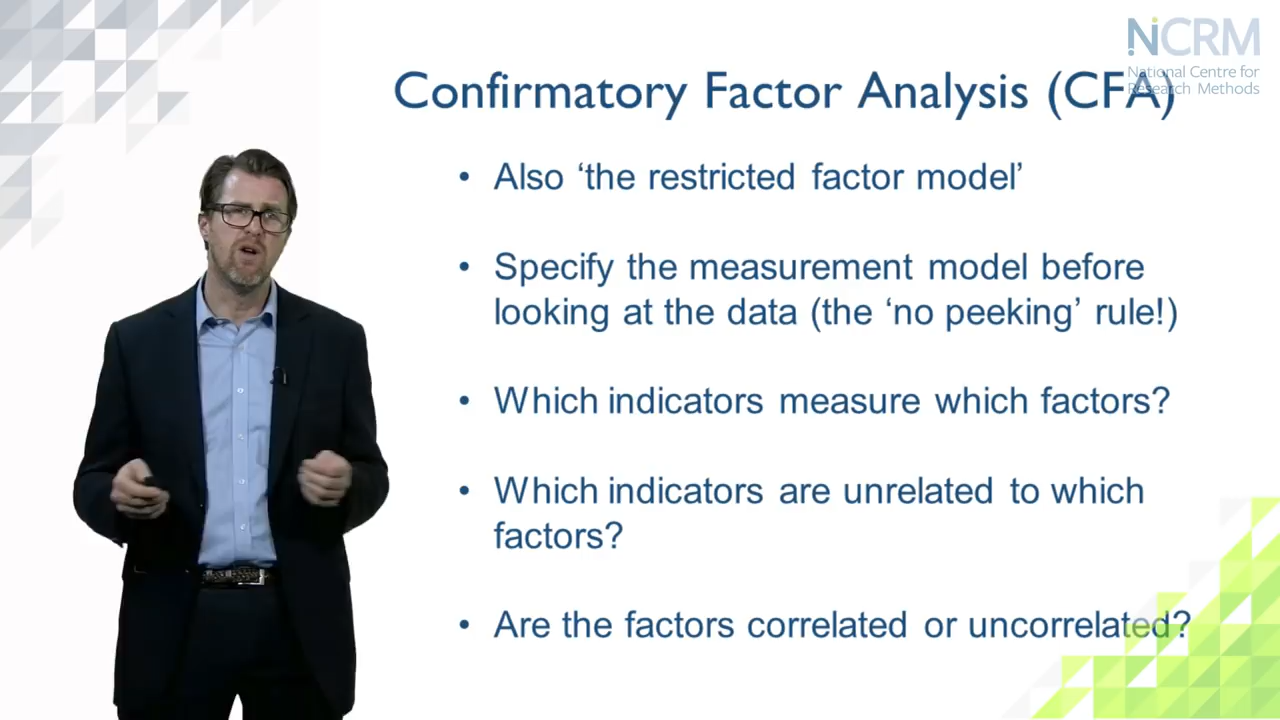 NCRM
National Centre for
Research Methods
Confirmatory Factor Analysis (CFA)
• Also ‘the restricted factor model’
• Specify the measurement model before
looking at the data (the ‘no peeking’ rule!)
• Which indicators measure which factors?
• Which indicators are unrelated to which
factors?
• Are the factors correlated or uncorrelated?